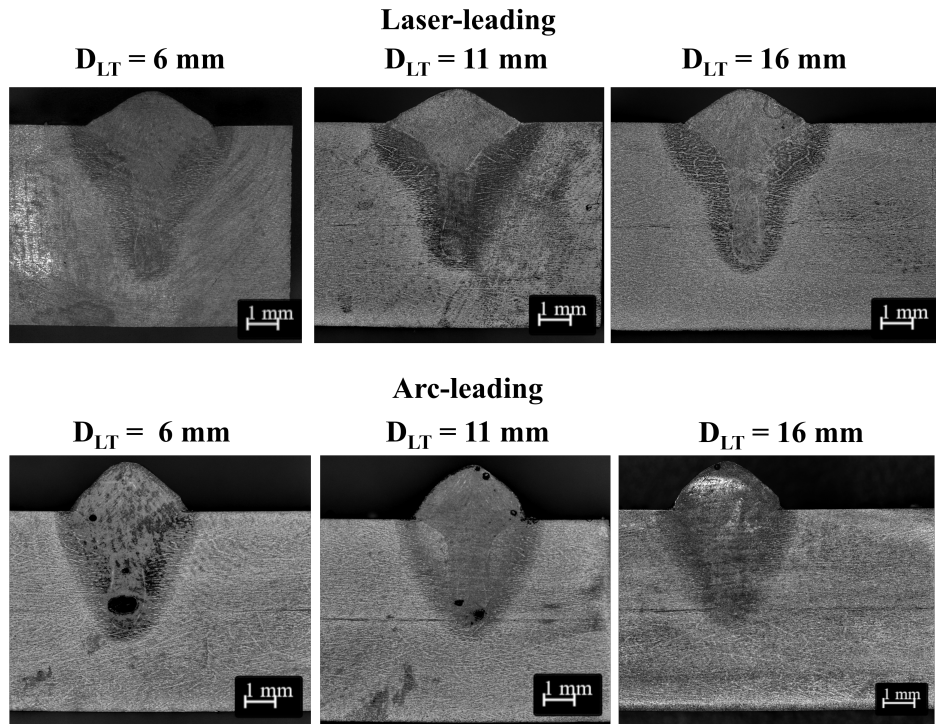 Laser-leading
D_LT = 6 mm
D_LT = 11 mm
D_LT = 16 mm
1 mm
1 mm
1 mm
Arc-leading
D_LT = 6 mm
D_LT = 11 mm
D_LT = 16 mm
1 mm
1 mm
1 mm